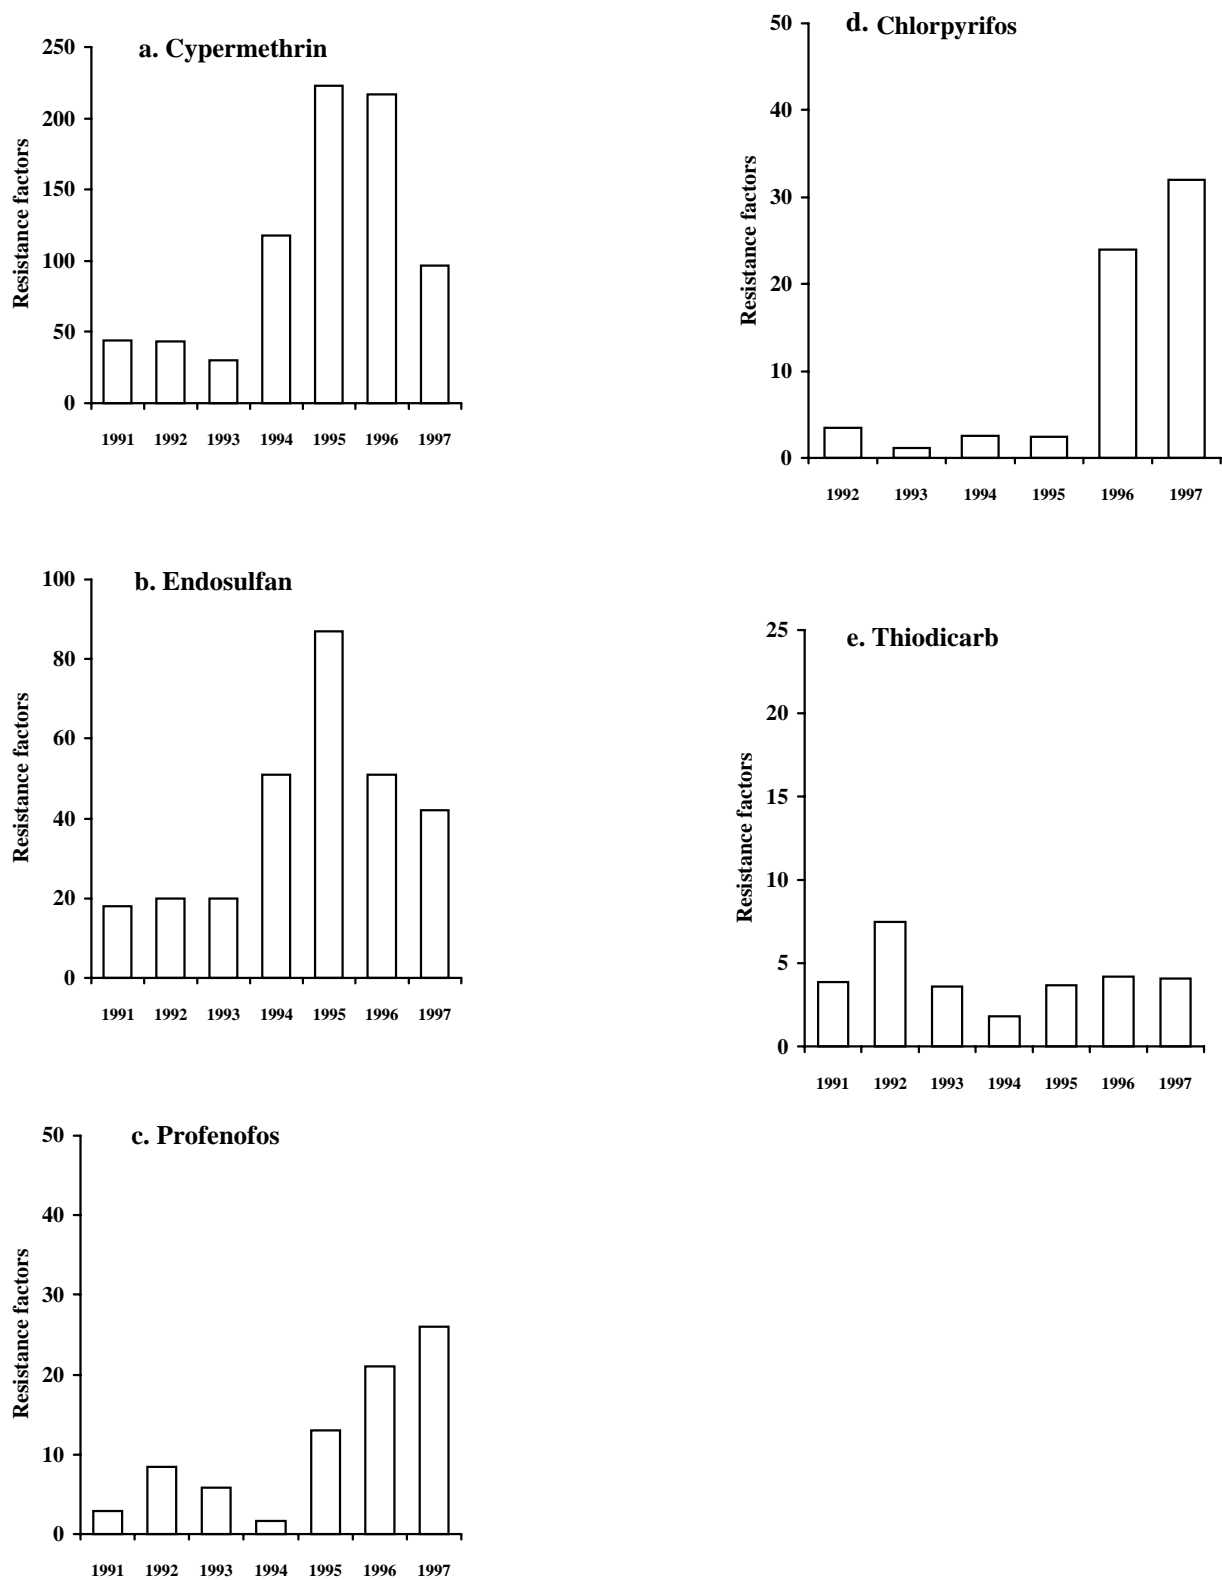 a. Cypermethrin
Resistance factors
250
200
150
100
50
0
1991 1992 1993 1994 1995 1996 1997
b. Endosulfan
Resistance factors
100
80
60
40
20
0
1991 1992 1993 1994 1995 1996 1997
c. Profenofos
Resistance factors
50
40
30
20
10
0
1991 1992 1993 1994 1995 1996 1997
d. Chlorpyrifos
Resistance factors
50
40
30
20
10
0
1992 1993 1994 1995 1996 1997
e. Thiodicarb
Resistance factors
25
20
15
10
5
0
1991 1992 1993 1994 1995 1996 1997